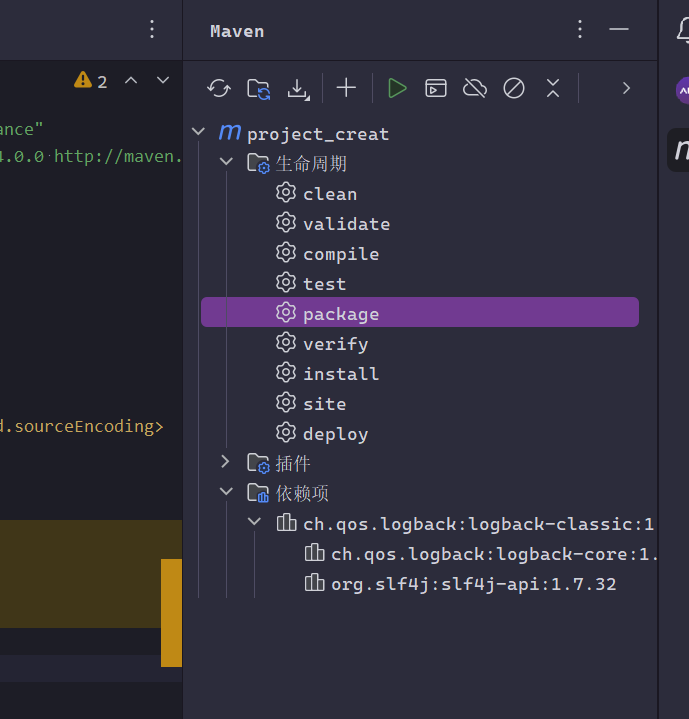 Maven
2
ance"
4.0.0 http://maven.
project_creat
生命周期
clean
validate
compile
test
package
verify
install
site
deploy
d.sourceEncoding>
插件
依赖项
ch.qos.logback:logback-classic:1
ch.qos.logback:logback-core:1.
org.slf4j:slf4j-api:1.7.32